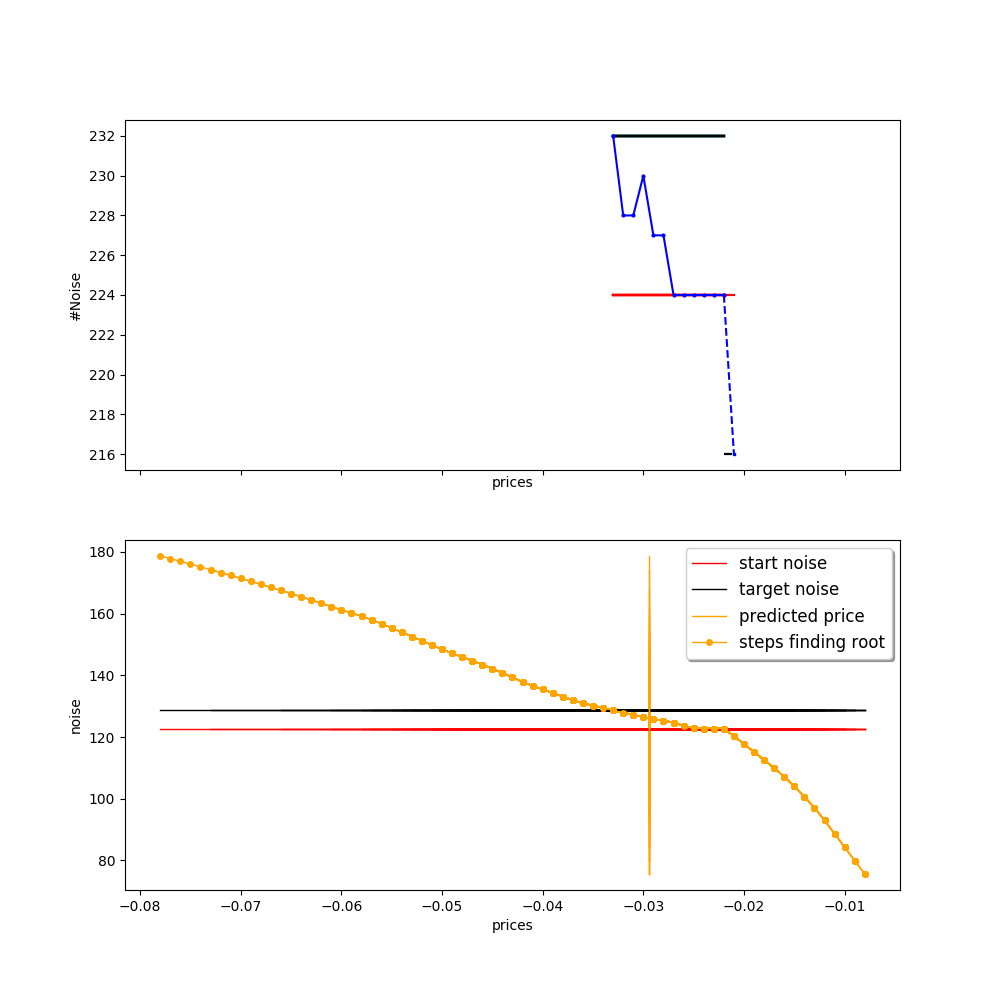 232
230
228
226
224
222
220
218
216
#Noise
prices
180
160
140
120
100
80
noise
start noise
target noise
predicted price
steps finding root
−0.08 −0.07 −0.06 −0.05 −0.04 −0.03 −0.02 −0.01
prices